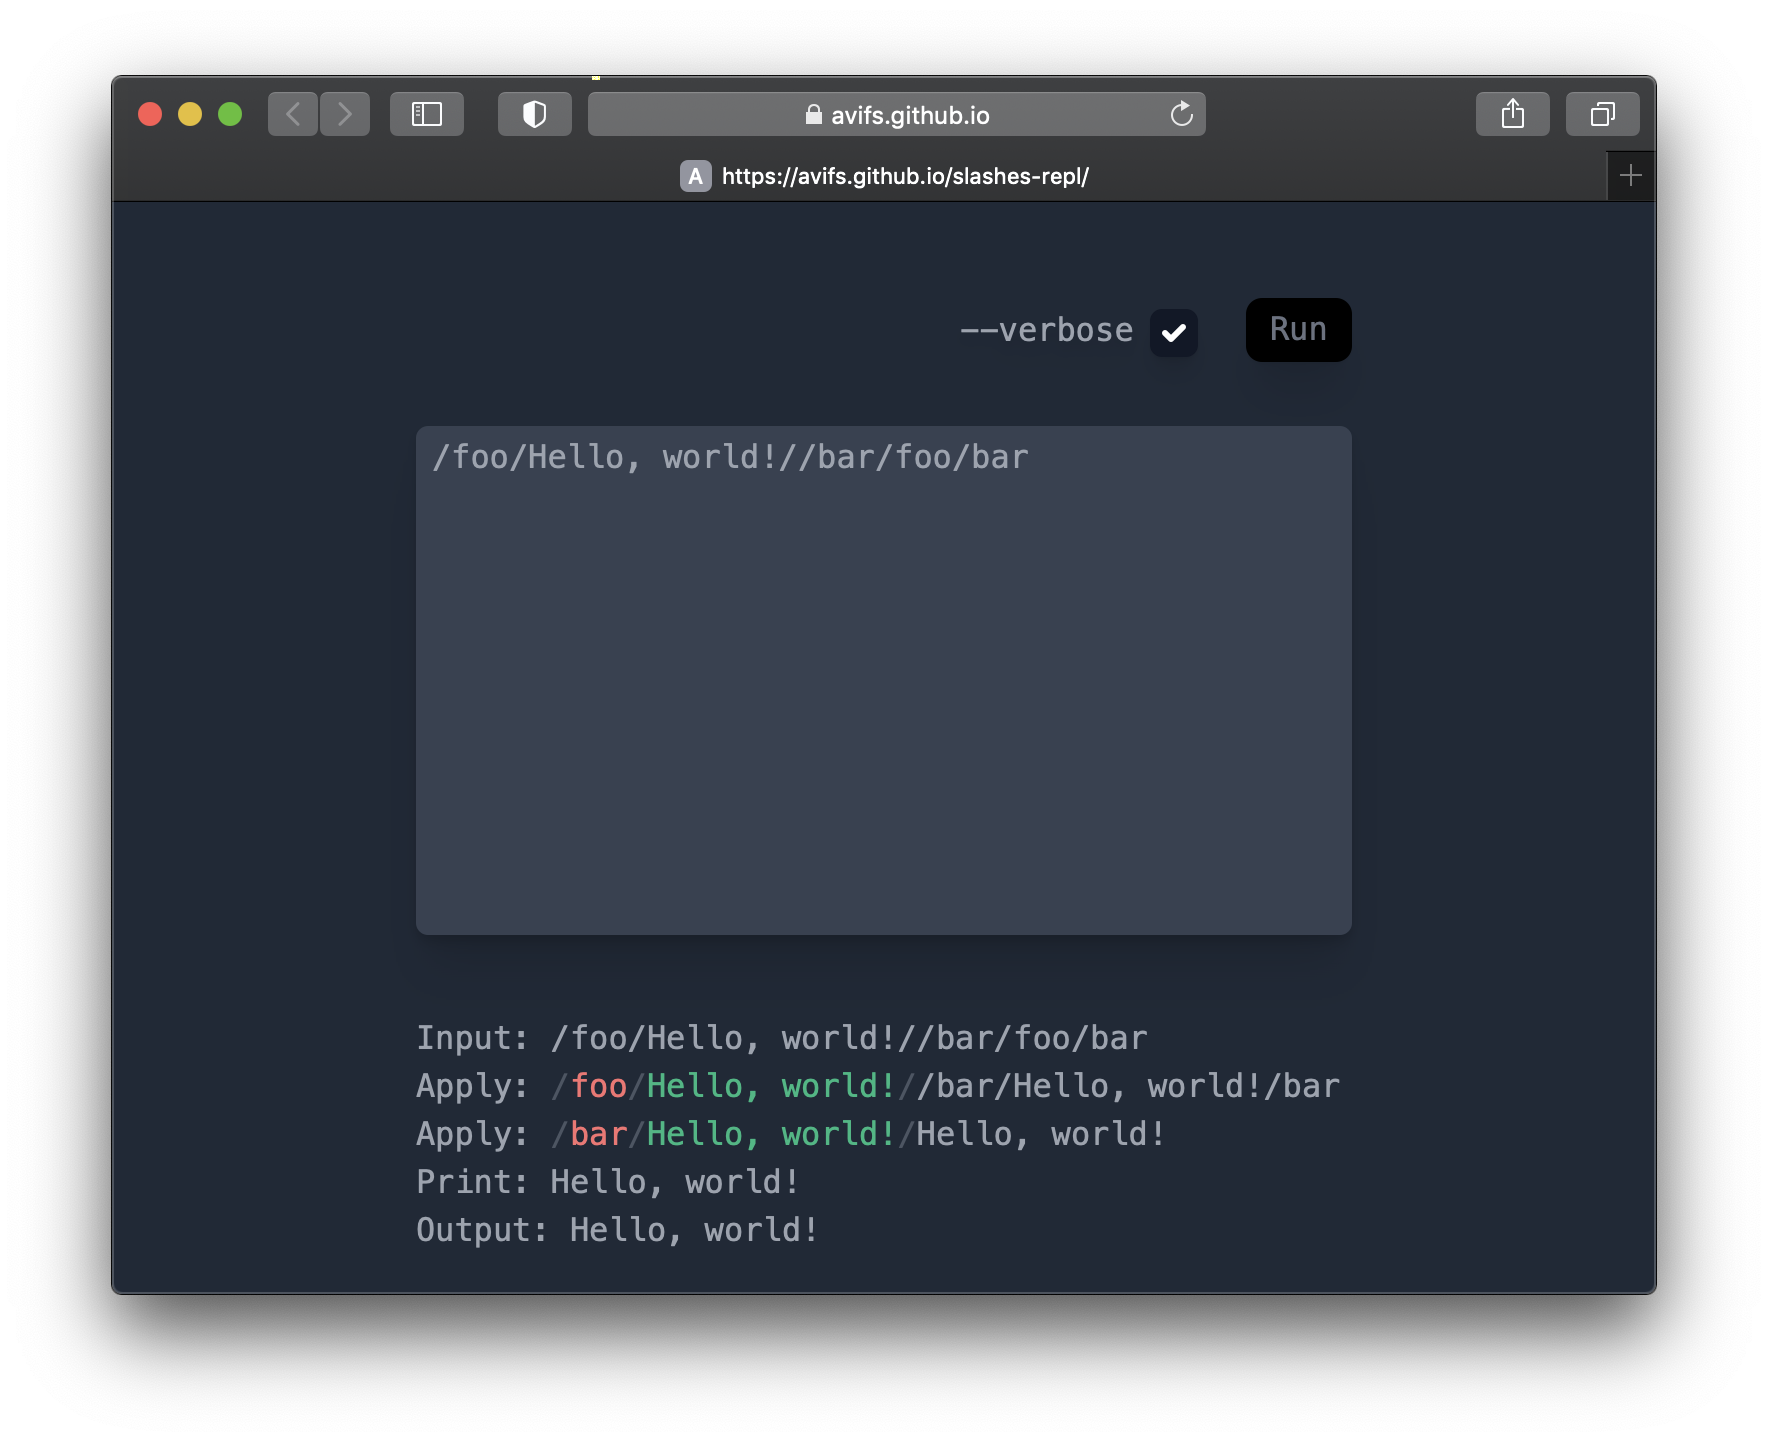 avifs.github.io
A https://avifs.github.io/slashes-repl/
--verbose Run
/foo/Hello, world!//bar/foo/bar
Input: /foo/Hello, world!//bar/foo/bar
Apply: /foo/Hello, world!//bar/Hello, world!/bar
Apply: /bar/Hello, world!/Hello, world!
Print: Hello, world!
Output: Hello, world!